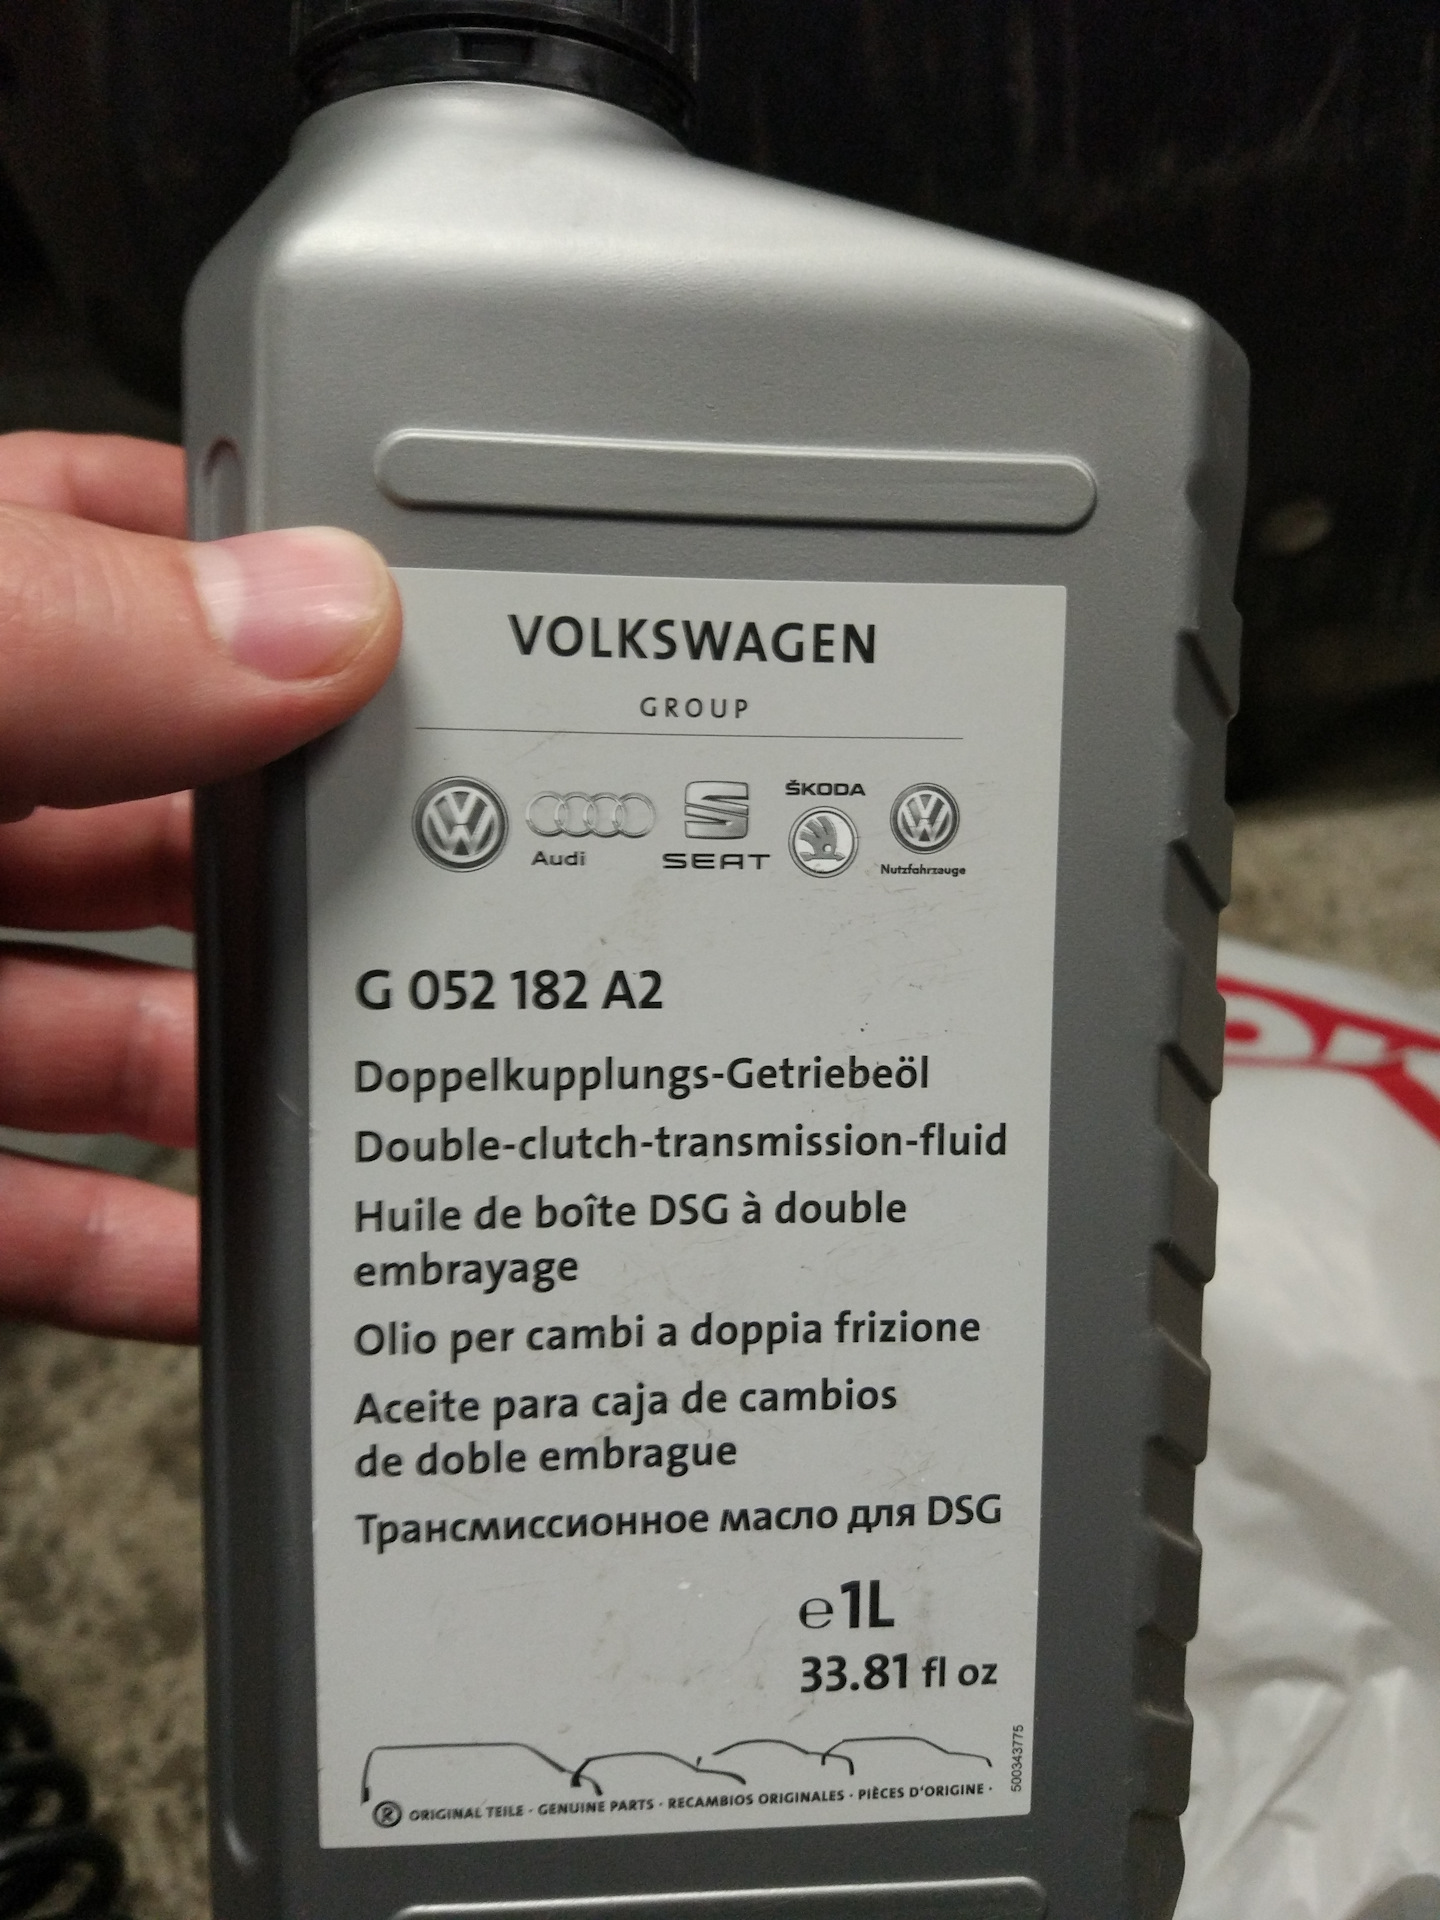 VOLKSWAGEN
GROUP
Audi
SEAT
ŠKODA
Nutzfahrzeuge
G 052 182 A2
Doppelkupplungs-Getriebeöl
Double-clutch-transmission-fluid
Huile de boîte DSG à double
embrayage
Olio per cambi a doppia frizione
Aceite para caja de cambios
de doble embrague
Трансмиссионное масло для DSG
e 1L
33.81 fl oz
500343775
® ORIGINAL TEILE · GENUINE PARTS · RECAMBIOS ORIGINALES · PIÈCES D'ORIGINE ·